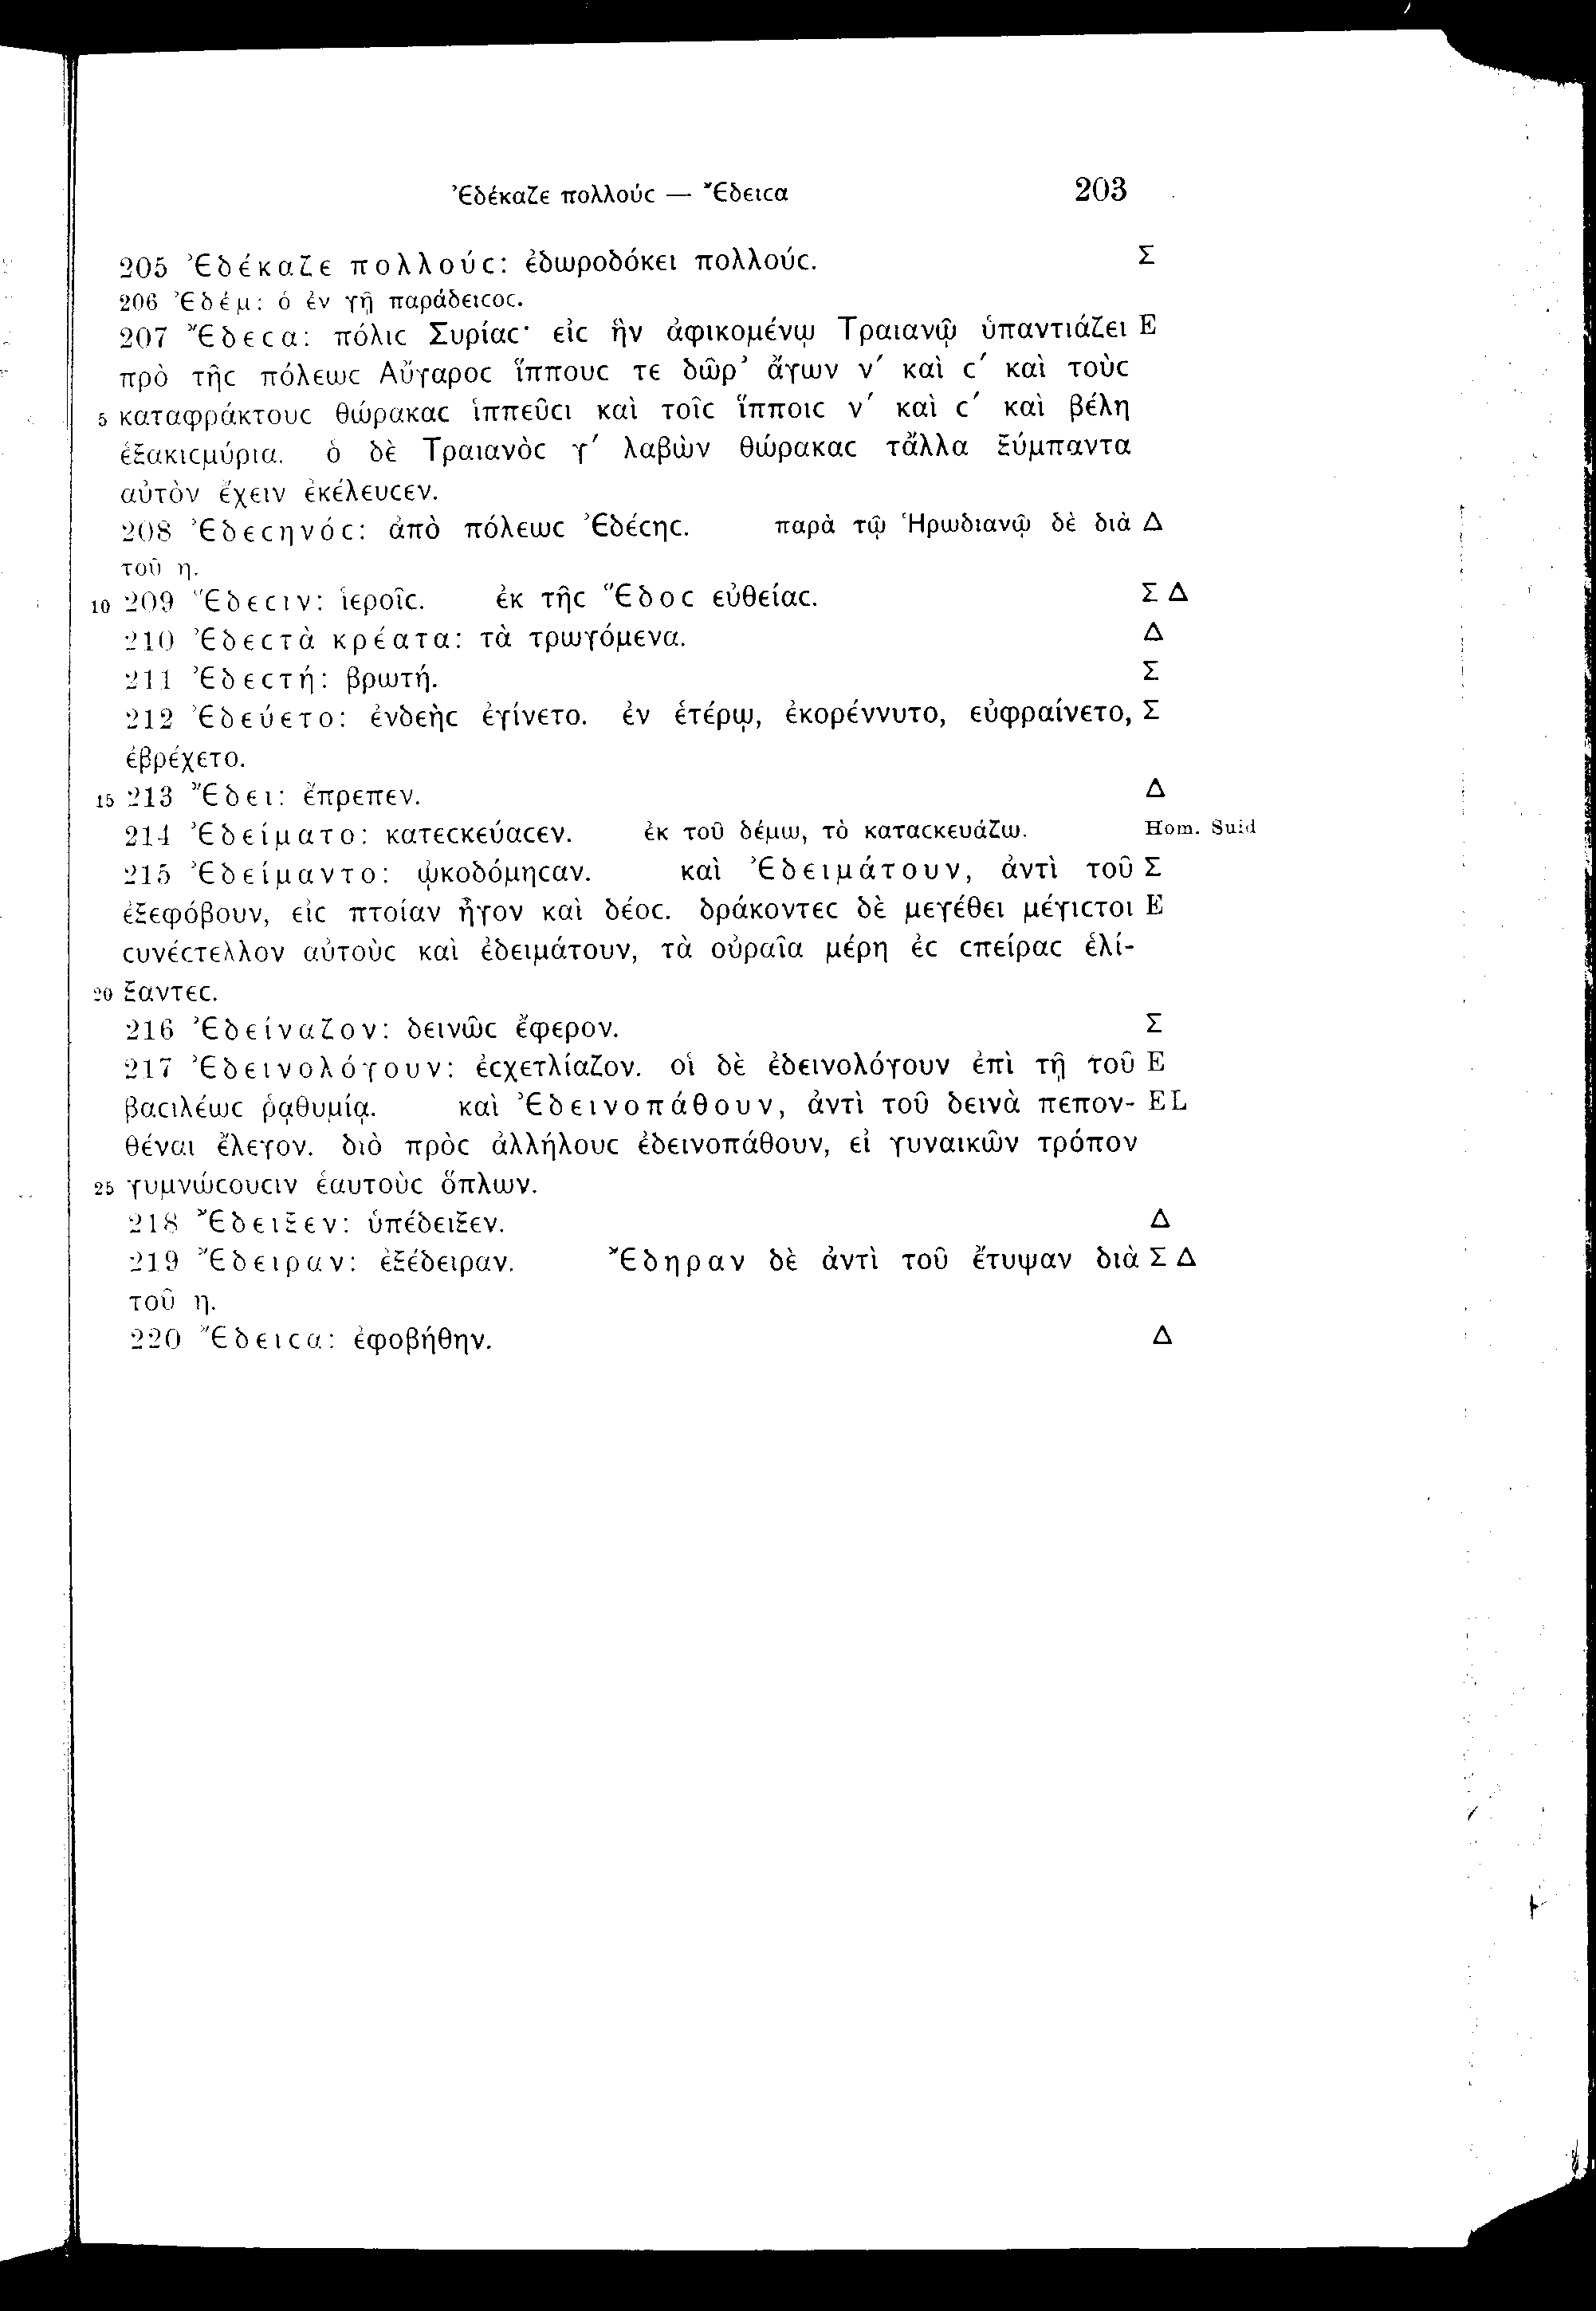 Ἐδέκαζε πολλούϲ — Ἔδειϲα 203
205 Ἐδέκαζε πολλούϲ: ἐδωροδόκει πολλούϲ. Σ
206 Ἐδέμ: ὁ ἐν γῇ παράδειϲοϲ.
207 Ἔδεϲα: πόλιϲ Συρίαϲ· εἰϲ ἣν ἀφικομένῳ Τραιανῷ ὑπαντιάζει E
πρὸ τῆϲ πόλεωϲ Αὔγαροϲ ἵππουϲ τε δῶρ’ ἄγων ν′ καὶ ϲ′ καὶ τοὺϲ
5 καταφράκτουϲ θώρακαϲ ἱππεῦϲι καὶ τοῖϲ ἵπποιϲ ν′ καὶ ϲ′ καὶ βέλη
ἑξακιϲμύρια. ὁ δὲ Τραιανὸϲ γ′ λαβὼν θώρακαϲ τἄλλα ξύμπαντα
αὐτὸν ἔχειν ἐκέλευϲεν.
208 Ἐδεϲηνόϲ: ἀπὸ πόλεωϲ Ἐδέϲηϲ. παρὰ τῷ Ἡρωδιανῷ δὲ διὰ Δ
τοῦ η.
10 209 Ἕδεϲιν: ἱεροῖϲ. ἐκ τῆϲ Ἕδοϲ εὐθείαϲ. Σ Δ
210 Ἐδεϲτὰ κρέατα: τὰ τρωγόμενα. Δ
211 Ἐδεϲτή: βρωτή. Σ
212 Ἐδεύετο: ἐνδεὴϲ ἐγίνετο. ἐν ἑτέρῳ, ἐκορέννυτο, εὐφραίνετο, Σ
ἐβρέχετο.
15 213 Ἔδει: ἔπρεπεν. Δ
214 Ἐδείματο: κατεϲκεύαϲεν. ἐκ τοῦ δέμω, τὸ καταϲκευάζω. Hom. Suid
215 Ἐδείμαντο: ᾠκοδόμηϲαν. καὶ Ἐδειμάτουν, ἀντὶ τοῦ Σ
ἐξεφόβουν, εἰϲ πτοίαν ἦγον καὶ δέοϲ. δράκοντεϲ δὲ μεγέθει μέγιϲτοι E
ϲυνέϲτελλον αὐτοὺϲ καὶ ἐδειμάτουν, τὰ οὐραῖα μέρη ἐϲ ϲπείραϲ ἑλί-
20 ξαντεϲ.
216 Ἐδείναζον: δεινῶϲ ἔφερον. Σ
217 Ἐδεινολόγουν: ἐϲχετλίαζον. οἱ δὲ ἐδεινολόγουν ἐπὶ τῇ τοῦ E
βαϲιλέωϲ ῥᾳθυμίᾳ. καὶ Ἐδεινοπάθουν, ἀντὶ τοῦ δεινὰ πεπον- EL
θέναι ἔλεγον. διὸ πρὸϲ ἀλλήλουϲ ἐδεινοπάθουν, εἰ γυναικῶν τρόπον
25 γυμνώϲουϲιν ἑαυτοὺϲ ὅπλων.
218 Ἔδειξεν: ὑπέδειξεν. Δ
219 Ἔδειραν: ἐξέδειραν. Ἔδηραν δὲ ἀντὶ τοῦ ἔτυψαν διὰ Σ Δ
τοῦ η.
220 Ἔδειϲα: ἐφοβήθην. Δ